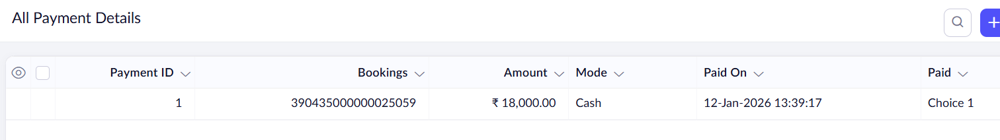 All Payment Details
Payment ID Bookings Amount Mode Paid On Paid
1 390435000000025059 ₹ 18,000.00 Cash 12-Jan-2026 13:39:17 Choice 1